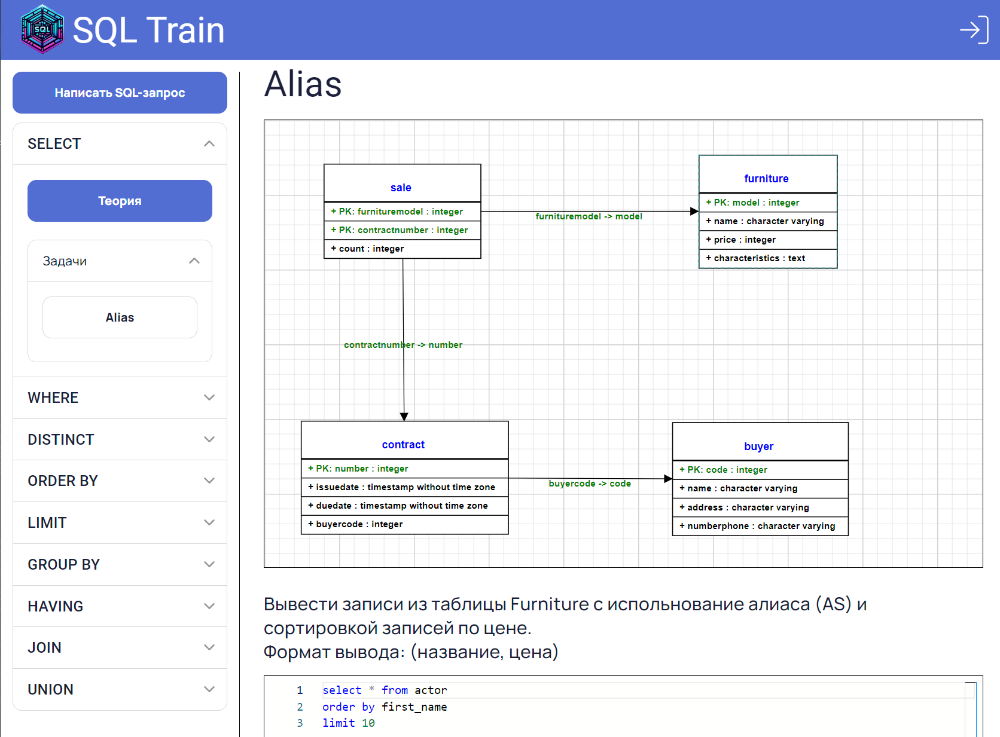 SQL
SQL Train
Написать SQL-запрос
SELECT
Теория
Задачи
Alias
WHERE
DISTINCT
ORDER BY
LIMIT
GROUP BY
HAVING
JOIN
UNION
Alias
sale
+ PK: furnituremodel : integer
+ PK: contractnumber : integer
+ count : integer
furnituremodel -> model
furniture
+ PK: model : integer
+ name : character varying
+ price : integer
+ characteristics : text
contractnumber -> number
contract
+ PK: number : integer
+ issuedate : timestamp without time zone
+ duedate : timestamp without time zone
+ buyercode : integer
buyercode -> code
buyer
+ PK: code : integer
+ name : character varying
+ address : character varying
+ numberphone : character varying
Вывести записи из таблицы Furniture с испольнование алиаса (AS) и
сортировкой записей по цене.
Формат вывода: (название, цена)
1 select * from actor
2 order by first_name
3 limit 10